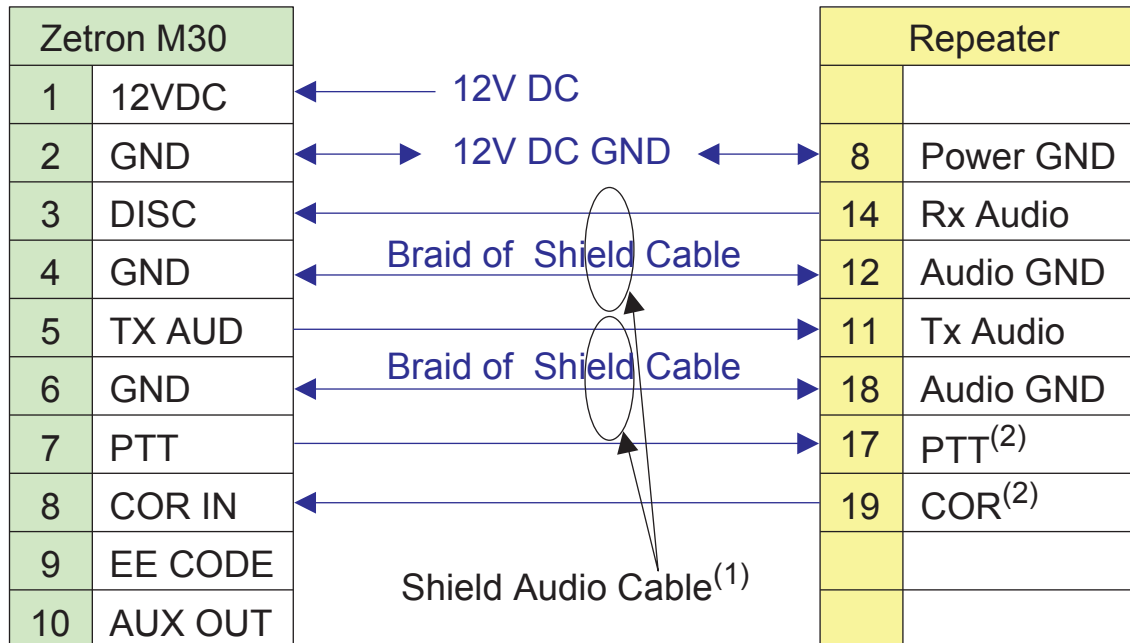 Zetron M30 Repeater
1 12VDC 12V DC
2 GND 12V DC GND 8 Power GND
3 DISC 14 Rx Audio
Braid of Shield Cable
4 GND 12 Audio GND
5 TX AUD 11 Tx Audio
Braid of Shield Cable
6 GND 18 Audio GND
7 PTT 17 PTT(2)
8 COR IN 19 COR(2)
9 EE CODE
Shield Audio Cable(1)
10 AUX OUT